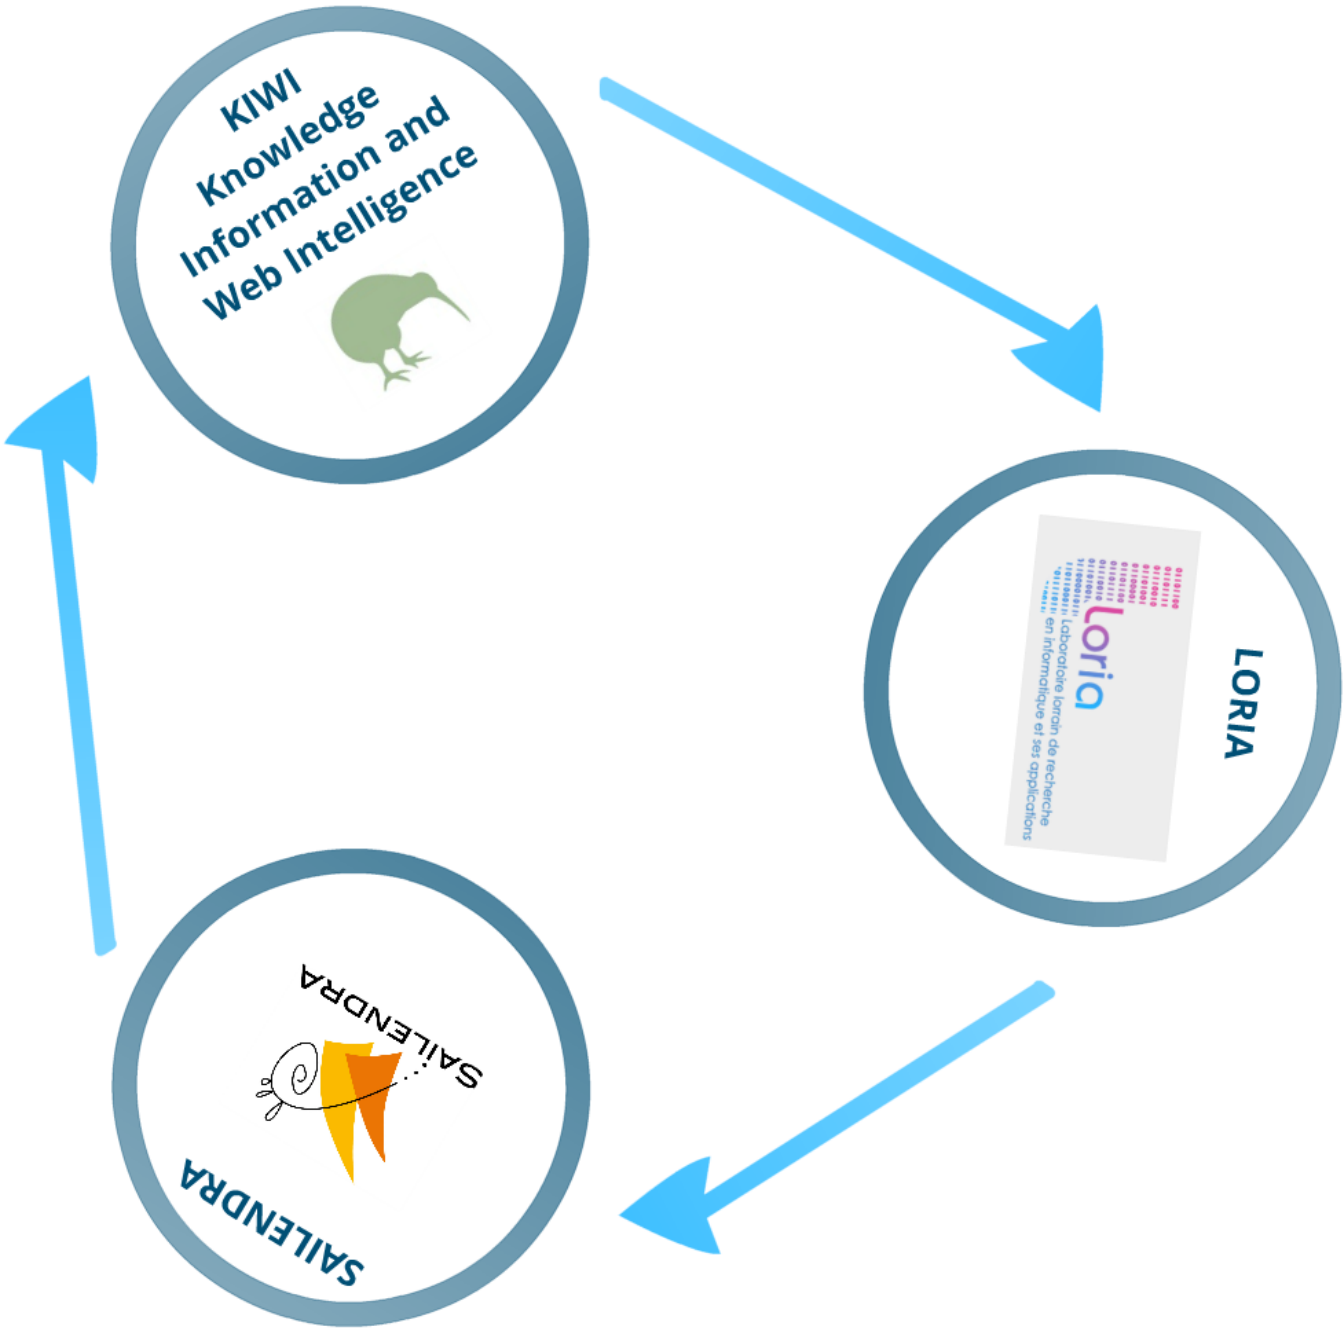 KIWI
Knowledge
Information and
Web Intelligence
LORIA
Loria
Laboratoire lorrain de recherche
en informatique et ses applications
SAILENDRA
SAILENDRA